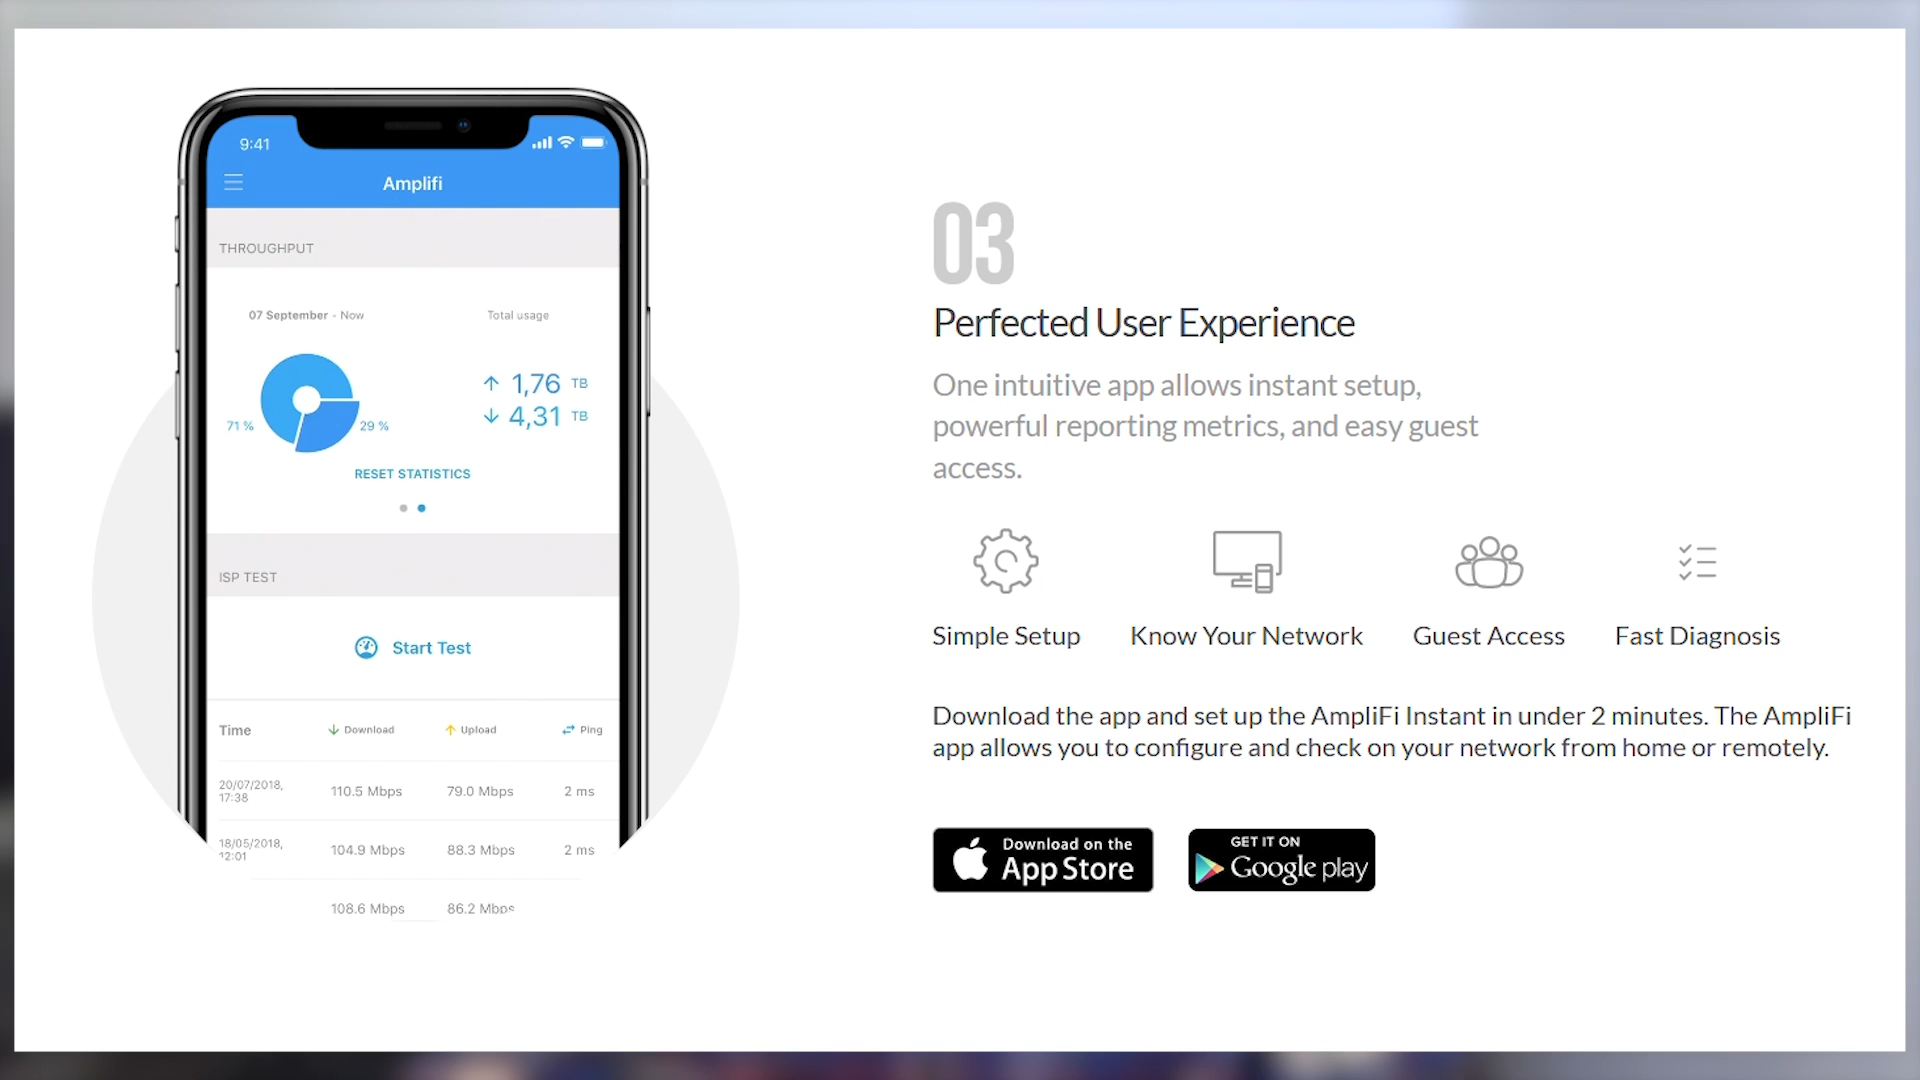 9:41
Amplifi
THROUGHPUT
07 September - Now
Total usage
71 %
29 %
↑ 1,76 TB
↓ 4,31 TB
RESET STATISTICS
ISP TEST
Start Test
Time Download Upload Ping
20/07/2018,
17:38
110.5 Mbps 79.0 Mbps 2 ms
18/05/2018,
12:01
104.9 Mbps 88.3 Mbps 2 ms
108.6 Mbps 86.2 Mbps
03
Perfected User Experience
One intuitive app allows instant setup,
powerful reporting metrics, and easy guest
access.
Simple Setup
Know Your Network
Guest Access
Fast Diagnosis
Download the app and set up the AmpliFi Instant in under 2 minutes. The AmpliFi
app allows you to configure and check on your network from home or remotely.
Download on the
App Store
GET IT ON
Google play